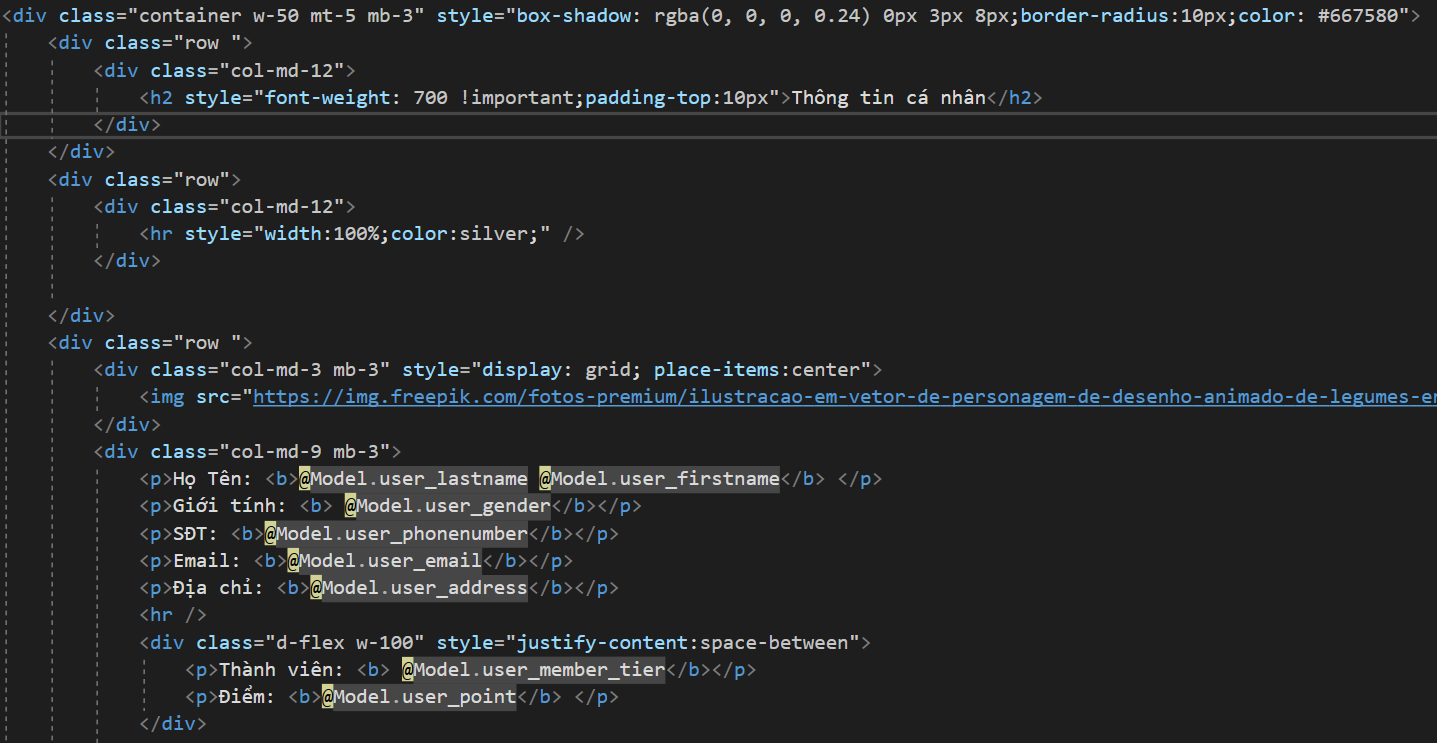 <div class="container w-50 mt-5 mb-3" style="box-shadow: rgba(0, 0, 0, 0.24) 0px 3px 8px;border-radius:10px;color: #667580">
<div class="row ">
<div class="col-md-12">
<h2 style="font-weight: 700 !important;padding-top:10px">Thông tin cá nhân</h2>
</div>
</div>
<div class="row">
<div class="col-md-12">
<hr style="width:100%;color:silver;" />
</div>
</div>
<div class="row ">
<div class="col-md-3 mb-3" style="display: grid; place-items:center">
<img src="https://img.freepik.com/fotos-premium/ilustracao-em-vetor-de-personagem-de-desenho-animado-de-legumes-en
</div>
<div class="col-md-9 mb-3">
<p>Họ Tên: <b>@Model.user_lastname @Model.user_firstname</b> </p>
<p>Giới tính: <b> @Model.user_gender</b></p>
<p>SĐT: <b>@Model.user_phonenumber</b></p>
<p>Email: <b>@Model.user_email</b></p>
<p>Địa chỉ: <b>@Model.user_address</b></p>
<hr />
<div class="d-flex w-100" style="justify-content:space-between">
<p>Thành viên: <b> @Model.user_member_tier</b></p>
<p>Điểm: <b>@Model.user_point</b> </p>
</div>